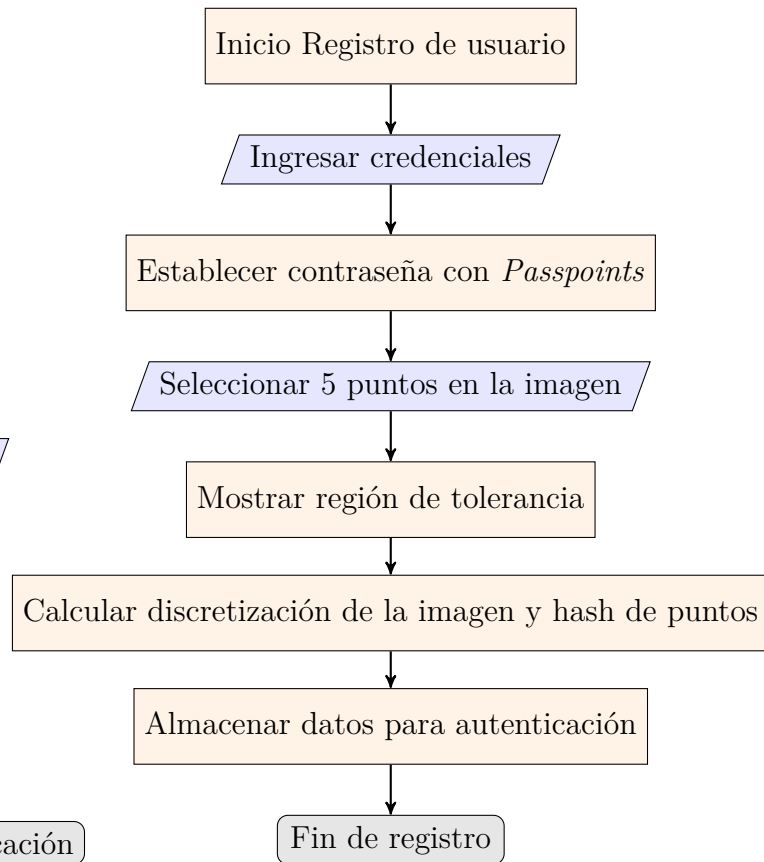 Inicio Registro de usuario
Ingresar credenciales
Establecer contraseña con Passpoints
Seleccionar 5 puntos en la imagen
Mostrar región de tolerancia
Calcular discretización de la imagen y hash de puntos
Almacenar datos para autenticación
Fin de registro